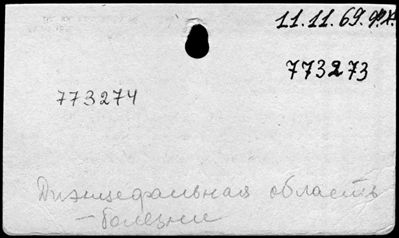 11.11.69.
773273
773274
Диэнцефальная область
- болезни